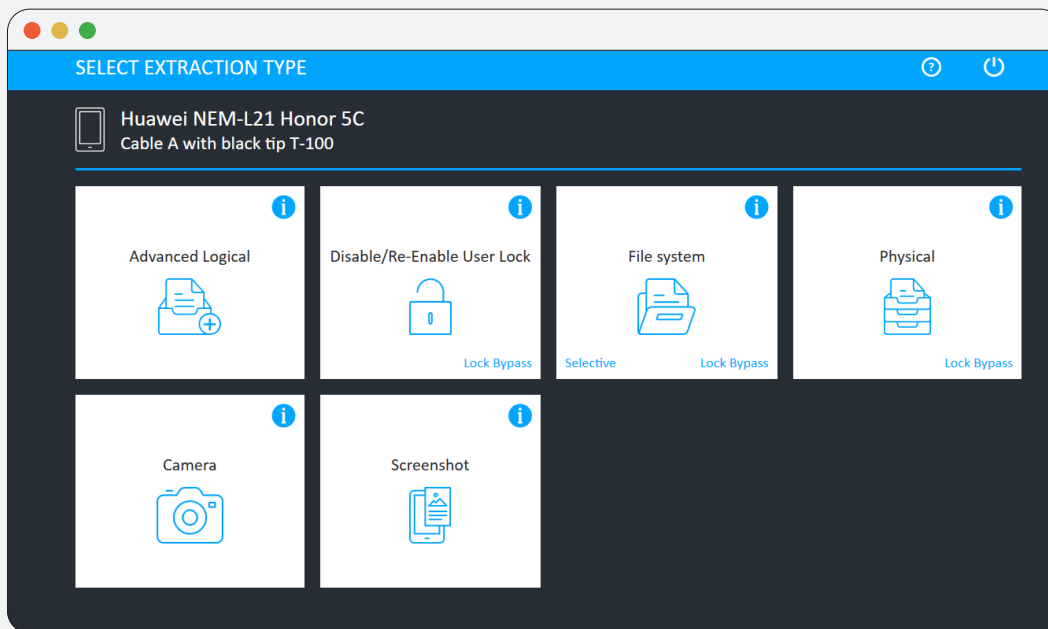 SELECT EXTRACTION TYPE
Huawei NEM-L21 Honor 5C
Cable A with black tip T-100
Advanced Logical
Disable/Re-Enable User Lock
Lock Bypass
File system
Selective
Lock Bypass
Physical
Lock Bypass
Camera
Screenshot